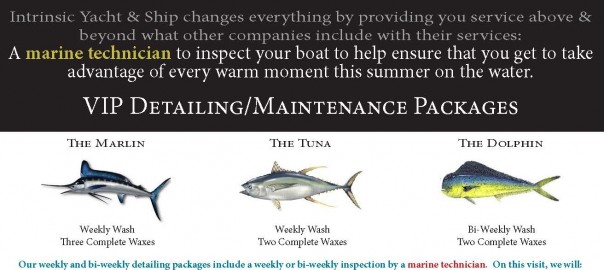 Intrinsic Yacht & Ship changes everything by providing you service above &
beyond what other companies include with their services:
A marine technician to inspect your boat to help ensure that you get to take
advantage of every warm moment this summer on the water.
VIP Detailing/Maintenance Packages
The Marlin
The Tuna
The Dolphin
Weekly Wash
Three Complete Waxes
Weekly Wash
Two Complete Waxes
Bi-Weekly Wash
Two Complete Waxes
Our weekly and bi-weekly detailing packages include a weekly or bi-weekly inspection by a marine technician. On this visit, we will: